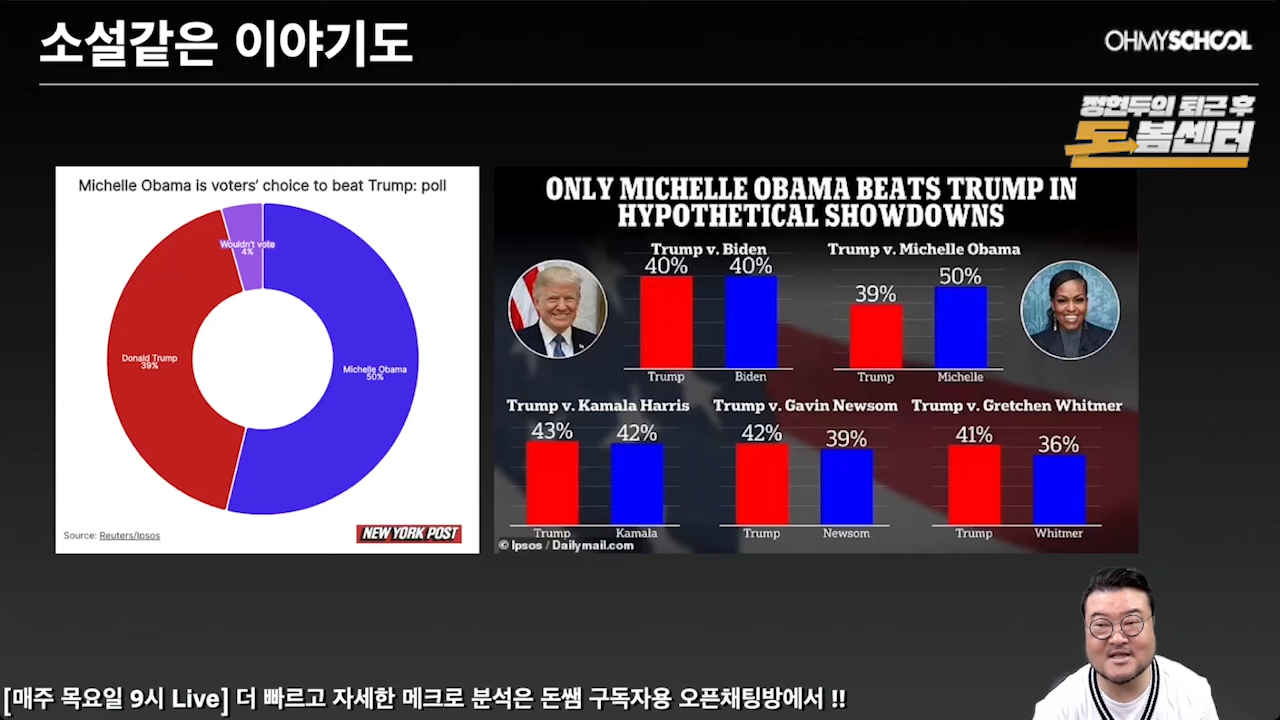 소설같은 이야기도
OHMYSCHOOL
정현두의 퇴근 후
돈봄센터
Michelle Obama is voters’ choice to beat Trump: poll
Wouldn't vote
4%
Donald Trump
39%
Michelle Obama
50%
Source: Reuters/Ipsos
NEW YORK POST
ONLY MICHELLE OBAMA BEATS TRUMP IN
HYPOTHETICAL SHOWDOWNS
Trump v. Biden
40% 40%
Trump Biden
Trump v. Michelle Obama
39% 50%
Trump Michelle
Trump v. Kamala Harris
43% 42%
Trump Kamala
Trump v. Gavin Newsom
42% 39%
Trump Newsom
Trump v. Gretchen Whitmer
41% 36%
Trump Whitmer
© Ipsos / Dailymail.com
[매주 목요일 9시 Live] 더 빠르고 자세한 메크로 분석은 돈쌤 구독자용 오픈채팅방에서 !!